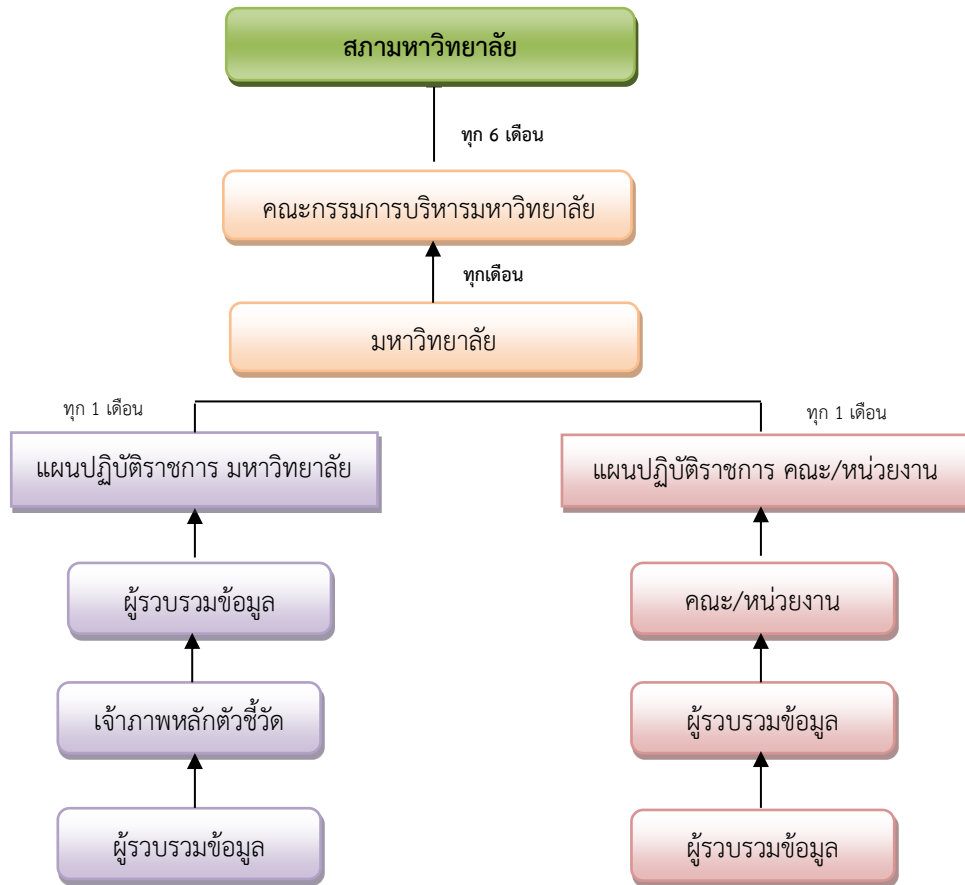 สภามหาวิทยาลัย
ทุก 6 เดือน
คณะกรรมการบริหารมหาวิทยาลัย
ทุกเดือน
มหาวิทยาลัย
ทุก 1 เดือน
ทุก 1 เดือน
แผนปฏิบัติราชการ มหาวิทยาลัย
แผนปฏิบัติราชการ คณะ/หน่วยงาน
ผู้รวบรวมข้อมูล
คณะ/หน่วยงาน
เจ้าภาพหลักตัวชี้วัด
ผู้รวบรวมข้อมูล
ผู้รวบรวมข้อมูล
ผู้รวบรวมข้อมูล